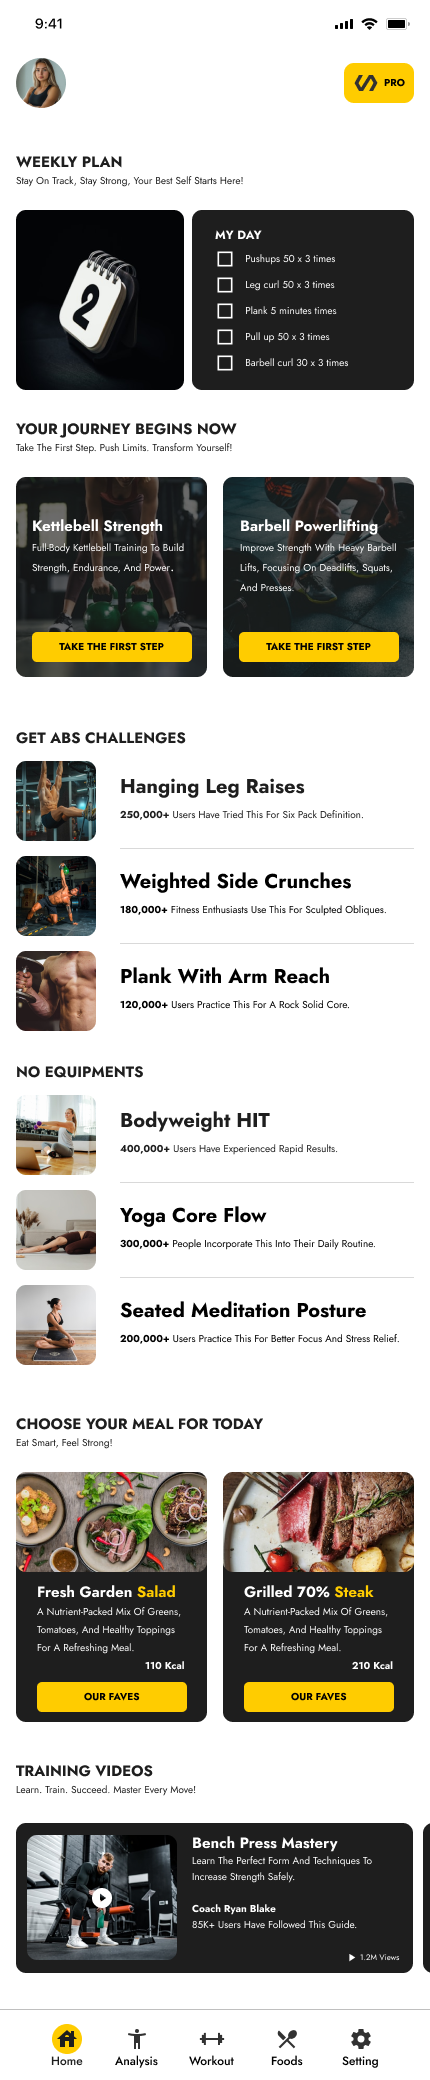 9:41
PRO
WEEKLY PLAN
Stay On Track, Stay Strong, Your Best Self Starts Here!
2
MY DAY
Pushups 50 x 3 times
Leg curl 50 x 3 times
Plank 5 minutes times
Pull up 50 x 3 times
Barbell curl 30 x 3 times
YOUR JOURNEY BEGINS NOW
Take The First Step. Push Limits. Transform Yourself!
Kettlebell Strength
Full-Body Kettlebell Training To Build
Strength, Endurance, And Power.
TAKE THE FIRST STEP
Barbell Powerlifting
Improve Strength With Heavy Barbell
Lifts, Focusing On Deadlifts, Squats,
And Presses.
TAKE THE FIRST STEP
GET ABS CHALLENGES
Hanging Leg Raises
250,000+ Users Have Tried This For Six Pack Definition.
Weighted Side Crunches
180,000+ Fitness Enthusiasts Use This For Sculpted Obliques.
Plank With Arm Reach
120,000+ Users Practice This For A Rock Solid Core.
NO EQUIPMENTS
Bodyweight HIT
400,000+ Users Have Experienced Rapid Results.
Yoga Core Flow
300,000+ People Incorporate This Into Their Daily Routine.
Seated Meditation Posture
200,000+ Users Practice This For Better Focus And Stress Relief.
CHOOSE YOUR MEAL FOR TODAY
Eat Smart, Feel Strong!
Fresh Garden Salad
A Nutrient-Packed Mix Of Greens,
Tomatoes, And Healthy Toppings
For A Refreshing Meal.
110 Kcal
OUR FAVES
Grilled 70% Steak
A Nutrient-Packed Mix Of Greens,
Tomatoes, And Healthy Toppings
For A Refreshing Meal.
210 Kcal
OUR FAVES
TRAINING VIDEOS
Learn. Train. Succeed. Master Every Move!
Bench Press Mastery
Learn The Perfect Form And Techniques To
Increase Strength Safely.
Coach Ryan Blake
85K+ Users Have Followed This Guide.
1.2M Views
Home
Analysis
Workout
Foods
Setting